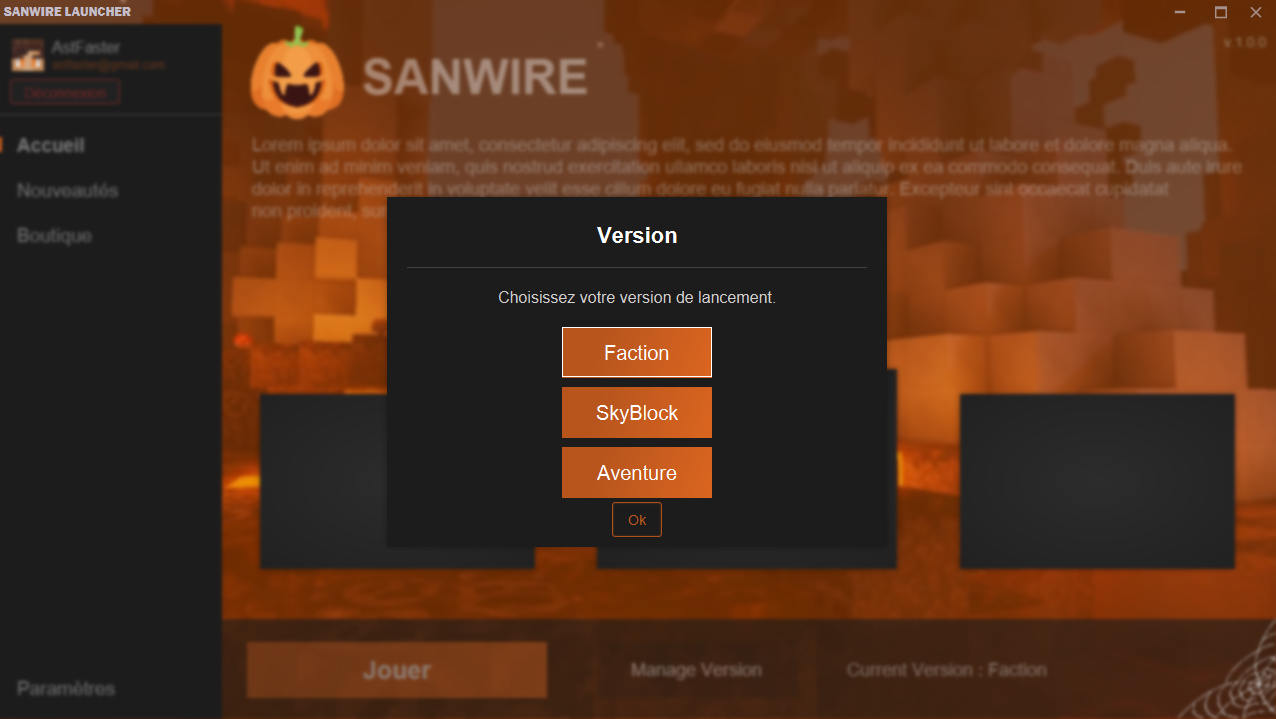 SANWIRE LAUNCHER
AstFaster
astfaster@gmail.com
Déconnexion
Accueil
Nouveautés
Boutique
Paramètres
v.1.0.0
SANWIRE
Lorem ipsum dolor sit amet, consectetur adipiscing elit, sed do eiusmod tempor incididunt ut labore et dolore magna aliqua.
Ut enim ad minim veniam, quis nostrud exercitation ullamco laboris nisi ut aliquip ex ea commodo consequat. Duis aute irure
dolor in reprehenderit in voluptate velit esse cillum dolore eu fugiat nulla pariatur. Excepteur sint occaecat cupidatat
non proident,
Version
Choisissez votre version de lancement.
Faction
SkyBlock
Aventure
Ok
Jouer
Manage Version
Current Version : Faction